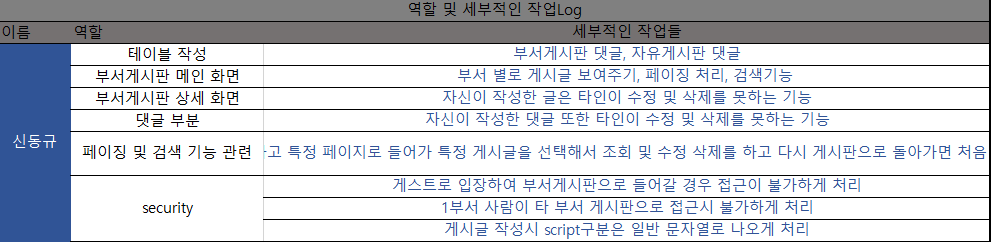 역할 및 세부적인 작업Log
이름 역할 세부적인 작업들
신동규
테이블 작성 부서게시판 댓글, 자유게시판 댓글
부서게시판 메인 화면 부서 별로 게시글 보여주기, 페이징 처리, 검색기능
부서게시판 상세 화면 자신이 작성한 글은 타인이 수정 및 삭제를 못하는 기능
댓글 부분 자신이 작성한 댓글 또한 타인이 수정 및 삭제를 못하는 기능
페이징 및 검색 기능 관련 고 특정 페이지로 들어가 특정 게시글을 선택해서 조회 및 수정 삭제를 하고 다시 게시판으로 돌아가면 처음
security
게스트로 입장하여 부서게시판으로 들어갈 경우 접근이 불가하게 처리
1부서 사람이 타 부서 게시판으로 접근시 불가하게 처리
게시글 작성시 script구분은 일반 문자열로 나오게 처리